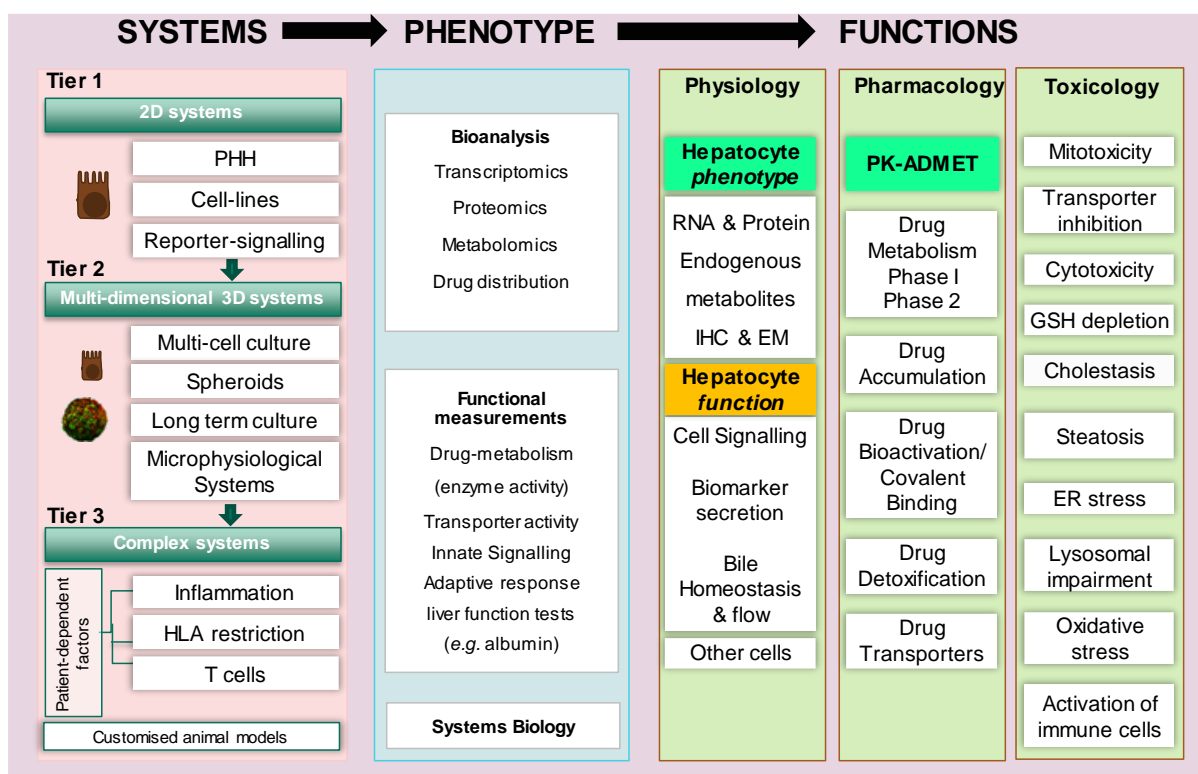 SYSTEMS
PHENOTYPE
FUNCTIONS
Tier 1
2D systems
PHH
Cell-lines
Reporter-signalling
Tier 2
Multi-dimensional 3D systems
Multi-cell culture
Spheroids
Long term culture
Microphysiological
Systems
Tier 3
Complex systems
Patient-dependent
factors
Inflammation
HLA restriction
T cells
Customised animal models
Bioanalysis
Transcriptomics
Proteomics
Metabolomics
Drug distribution
Functional
measurements
Drug-metabolism
(enzyme activity)
Transporter activity
Innate Signalling
Adaptive response
liver function tests
(e.g. albumin)
Systems Biology
Physiology
Hepatocyte
phenotype
RNA & Protein
Endogenous
metabolites
IHC & EM
Hepatocyte
function
Cell Signalling
Biomarker
secretion
Bile
Homeostasis
& flow
Other cells
Pharmacology
PK-ADMET
Drug
Metabolism
Phase I
Phase 2
Drug
Accumulation
Drug
Bioactivation/
Covalent
Binding
Drug
Detoxification
Drug
Transporters
Toxicology
Mitotoxicity
Transporter
inhibition
Cytotoxicity
GSH depletion
Cholestasis
Steatosis
ER stress
Lysosomal
impairment
Oxidative
stress
Activation of
immune cells